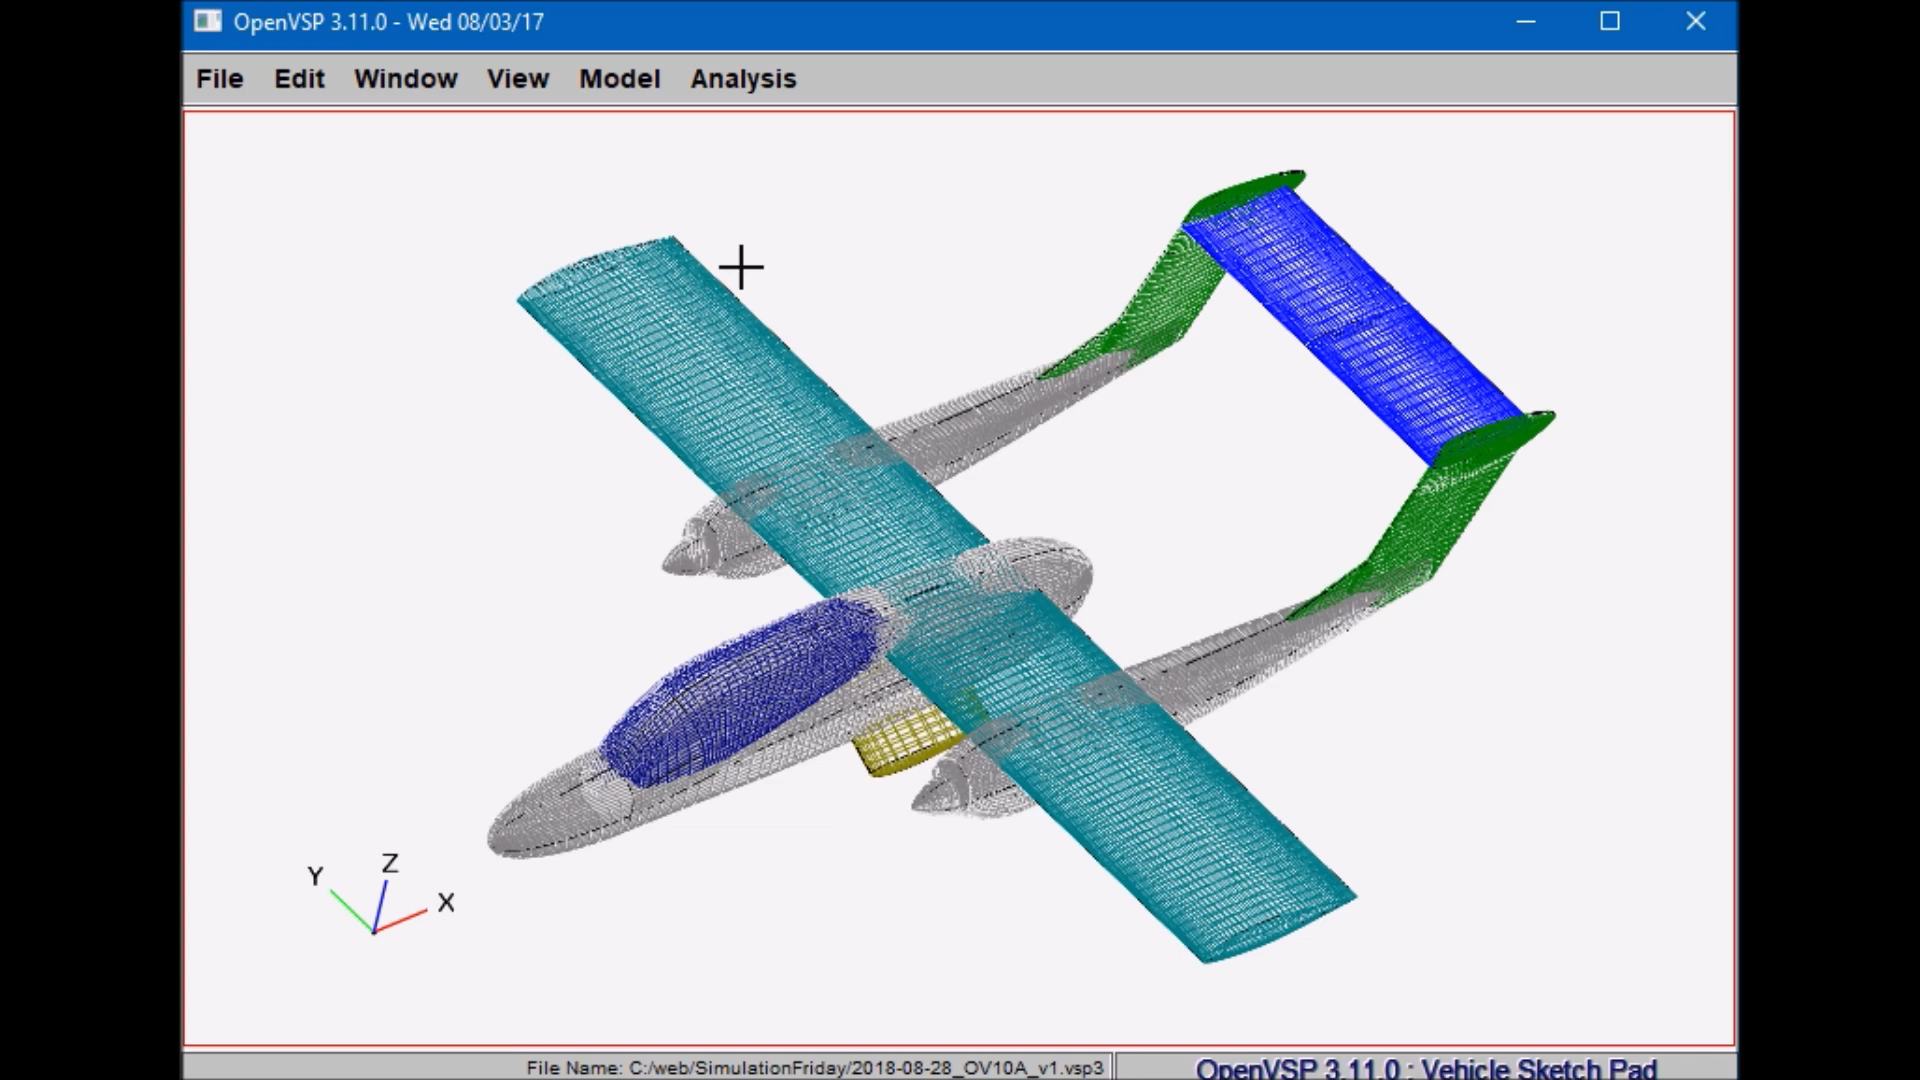 OpenVSP 3.11.0 - Wed 08/03/17
File Edit Window View Model Analysis
Z
Y
X
File Name: C:/web/SimulationFriday/2018-08-28_OV10A_v1.vsp3
OpenVSP 3.11.0 : Vehicle Sketch Pad